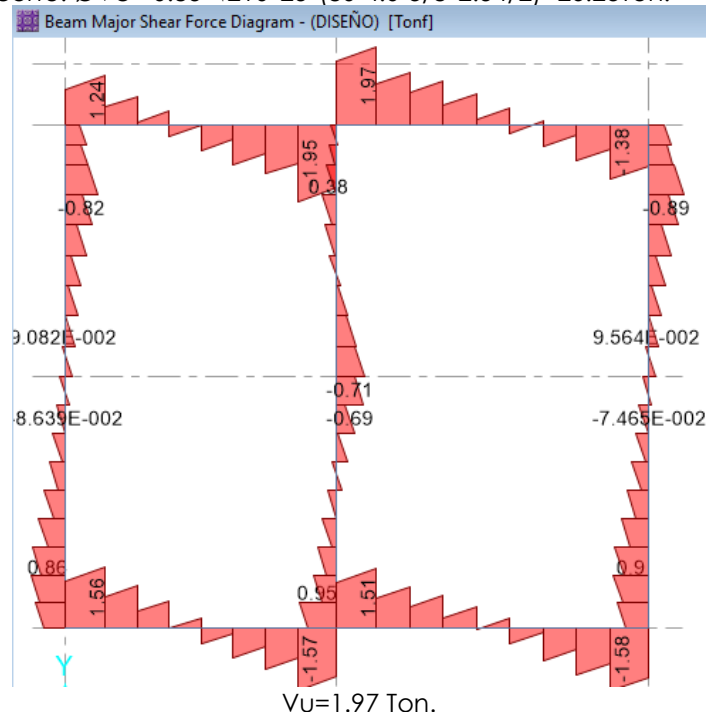 Beam Major Shear Force Diagram - (DISEÑO) [Tonf]
1.24
1.97
-1.95
-1.38
0.38
-0.82
-0.89
9.082E-002
9.564E-002
-0.71
-8.639E-002
-0.69
-7.465E-002
0.86
1.56
0.95
1.51
0.9
-1.57
-1.58
Y
Vu=1.97 Ton.